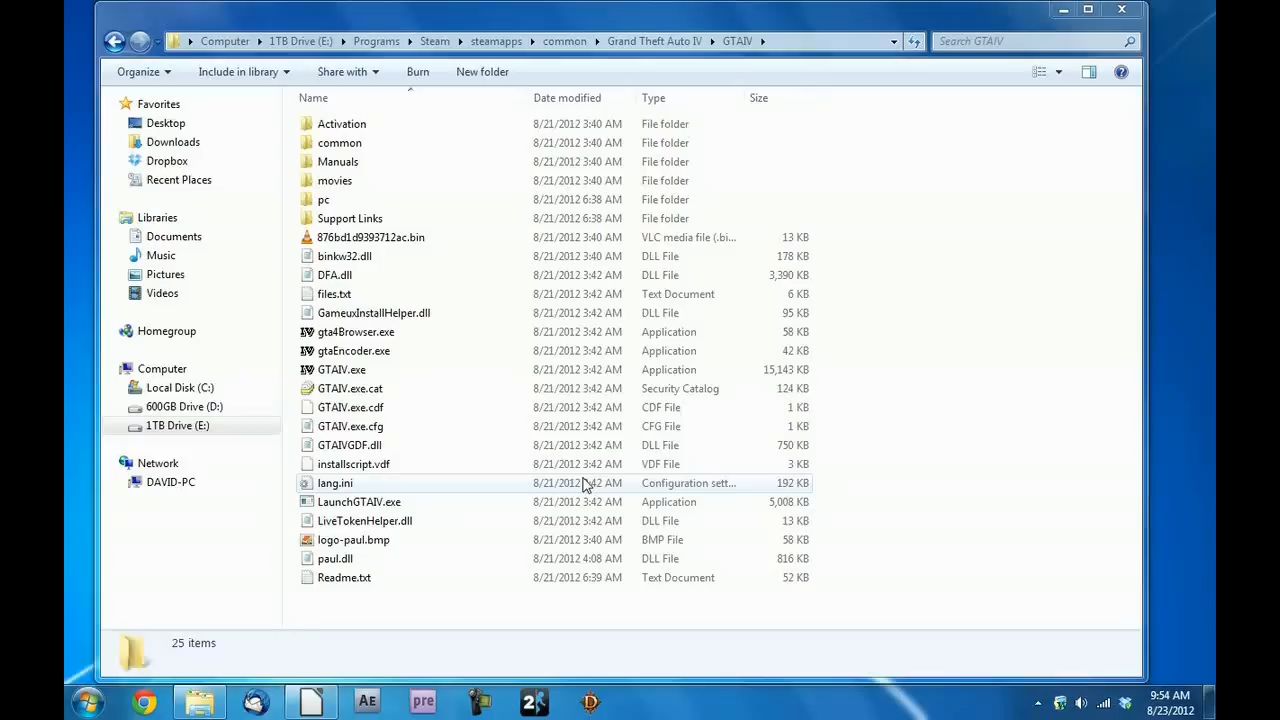 Computer ▸ 1TB Drive (E:) ▸ Programs ▸ Steam ▸ steamapps ▸ common ▸ Grand Theft Auto IV ▸ GTAIV ▸ Search GTAIV
Organize Include in library Share with Burn New folder
Name Date modified Type Size
Favorites
Desktop
Downloads
Dropbox
Recent Places
Libraries
Documents
Music
Pictures
Videos
Homegroup
Computer
Local Disk (C:)
600GB Drive (D:)
1TB Drive (E:)
Network
DAVID-PC
Activation 8/21/2012 3:40 AM File folder
common 8/21/2012 3:40 AM File folder
Manuals 8/21/2012 3:40 AM File folder
movies 8/21/2012 3:40 AM File folder
pc 8/21/2012 6:38 AM File folder
Support Links 8/21/2012 6:38 AM File folder
876bd1d9393712ac.bin 8/21/2012 3:40 AM VLC media file (.bi... 13 KB
binkw32.dll 8/21/2012 3:40 AM DLL File 178 KB
DFA.dll 8/21/2012 3:42 AM DLL File 3,390 KB
files.txt 8/21/2012 3:42 AM Text Document 6 KB
GameuxInstallHelper.dll 8/21/2012 3:42 AM DLL File 95 KB
gta4Browser.exe 8/21/2012 3:42 AM Application 58 KB
gtaEncoder.exe 8/21/2012 3:42 AM Application 42 KB
GTAIV.exe 8/21/2012 3:42 AM Application 15,143 KB
GTAIV.exe.cat 8/21/2012 3:42 AM Security Catalog 124 KB
GTAIV.exe.cdf 8/21/2012 3:42 AM CDF File 1 KB
GTAIV.exe.cfg 8/21/2012 3:42 AM CFG File 1 KB
GTAIVGDF.dll 8/21/2012 3:42 AM DLL File 750 KB
installscript.vdf 8/21/2012 3:42 AM VDF File 3 KB
lang.ini 8/21/2012 :42 AM Configuration sett... 192 KB
LaunchGTAIV.exe 8/21/2012 3:42 AM Application 5,008 KB
LiveTokenHelper.dll 8/21/2012 3:42 AM DLL File 13 KB
logo-paul.bmp 8/21/2012 3:40 AM BMP File 58 KB
paul.dll 8/21/2012 4:08 AM DLL File 816 KB
Readme.txt 8/21/2012 6:39 AM Text Document 52 KB
25 items
Ae pre 2 D
9:54 AM
8/23/2012